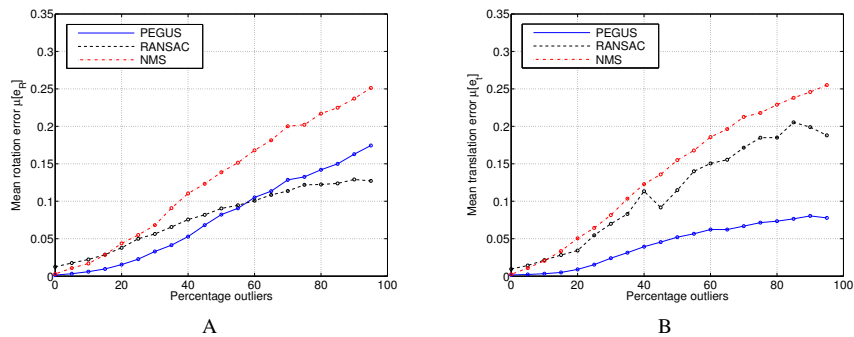 0.35
0.3
0.25
0.2
0.15
0.1
0.05
0
0 20 40 60 80 100
Mean rotation error μ[e_R]
Percentage outliers
PEGUS
RANSAC
NMS
A
0.35
0.3
0.25
0.2
0.15
0.1
0.05
0
0 20 40 60 80 100
Mean translation error μ[e_t]
Percentage outliers
PEGUS
RANSAC
NMS
B